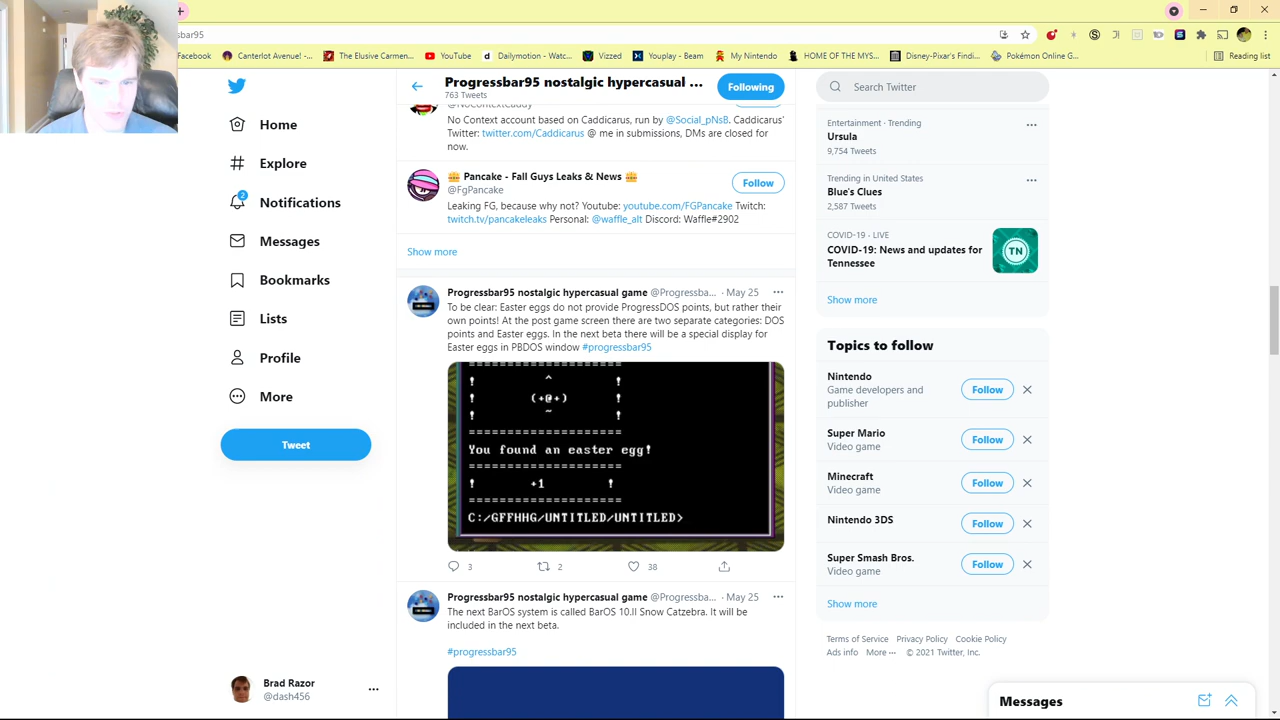 sbar95
Facebook
Canterlot Avenue! -...
The Elusive Carmen...
YouTube
Dailymotion - Watc...
Vizzed
Youplay - Beam
My Nintendo
HOME OF THE MYS...
Disney-Pixar's Findi...
Pokémon Online G...
Reading list
Progressbar95 nostalgic hypercasual ...
763 Tweets
Following
Search Twitter
Home
Explore
2
Notifications
Messages
Bookmarks
Lists
Profile
More
Tweet
Brad Razor
@dash456
@NoContextCaddy
No Context account based on Caddicarus, run by @Social_pNsB. Caddicarus'
Twitter: twitter.com/Caddicarus @ me in submissions, DMs are closed for
now.
Pancake - Fall Guys Leaks & News
@FgPancake
Follow
Leaking FG, because why not? Youtube: youtube.com/FGPancake Twitch:
twitch.tv/pancakeleaks Personal: @waffle_alt Discord: Waffle#2902
Show more
Progressbar95 nostalgic hypercasual game @Progressba... · May 25
To be clear: Easter eggs do not provide ProgressDOS points, but rather their
own points! At the post game screen there are two separate categories: DOS
points and Easter eggs. In the next beta there will be a special display for
Easter eggs in PBDOS window #progressbar95
=====================
! ^ !
! (+@+) !
! ~ !
=====================
You found an easter egg!
=====================
! +1 !
=====================
C:/GFFHHG/UNTITLED/UNTITLED>
3
2
38
Progressbar95 nostalgic hypercasual game @Progressba... · May 25
The next BarOS system is called BarOS 10.II Snow Catzebra. It will be
included in the next beta.
#progressbar95
Entertainment · Trending
Ursula
9,754 Tweets
Trending in United States
Blue's Clues
2,587 Tweets
COVID-19 · LIVE
COVID-19: News and updates for
Tennessee
TN
Show more
Topics to follow
Nintendo
Game developers and
publisher
Follow
Super Mario
Video game
Follow
Minecraft
Video game
Follow
Nintendo 3DS
Follow
Super Smash Bros.
Video game
Follow
Show more
Terms of Service Privacy Policy Cookie Policy
Ads info More ··· © 2021 Twitter, Inc.
Messages